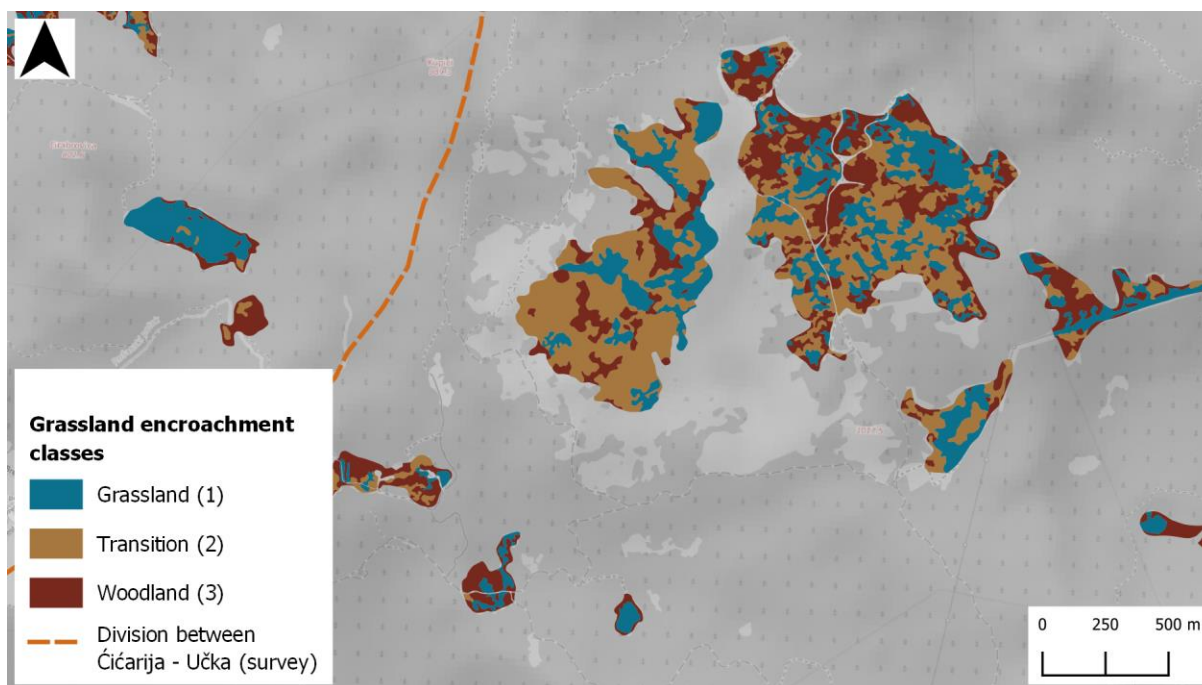 Grassland encroachment
classes
Grassland (1)
Transition (2)
Woodland (3)
Division between
Ćićarija - Učka (survey)
0 250 500 m